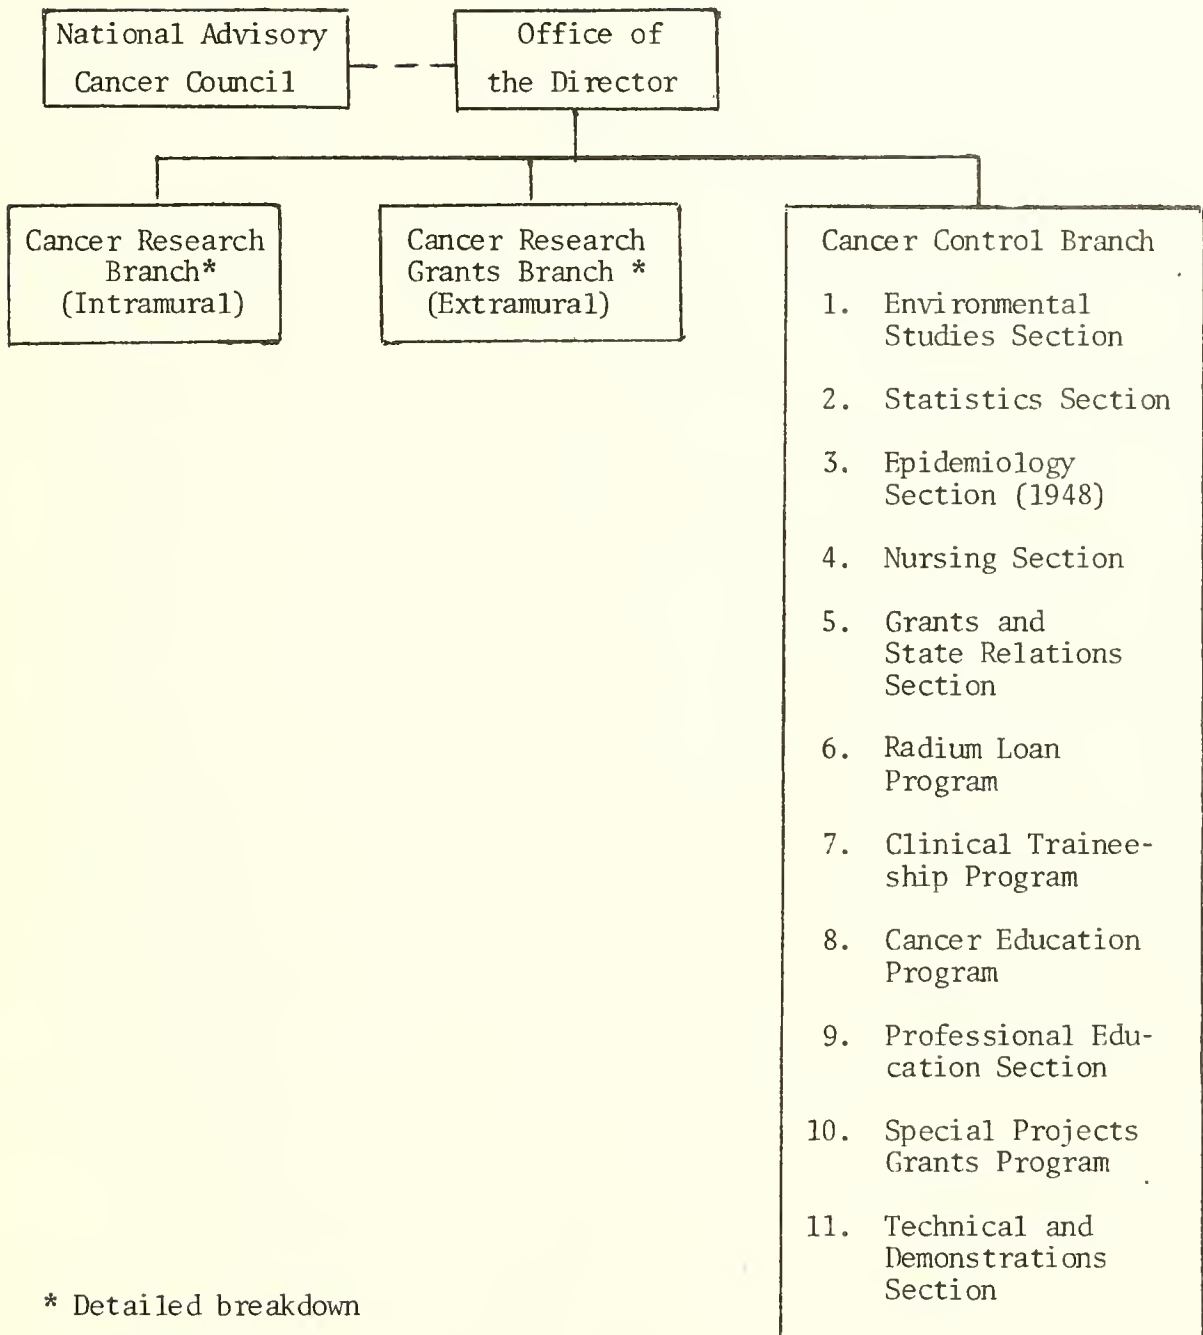 National Advisory
Cancer Council
Office of
the Director
Cancer Research
Branch*
(Intramural)
Cancer Research
Grants Branch *
(Extramural)
Cancer Control Branch
1. Environmental
Studies Section
2. Statistics Section
3. Epidemiology
Section (1948)
4. Nursing Section
5. Grants and
State Relations
Section
6. Radium Loan
Program
7. Clinical Trainee-
ship Program
8. Cancer Education
Program
9. Professional Edu-
cation Section
10. Special Projects
Grants Program
11. Technical and
Demonstrations
Section
* Detailed breakdown